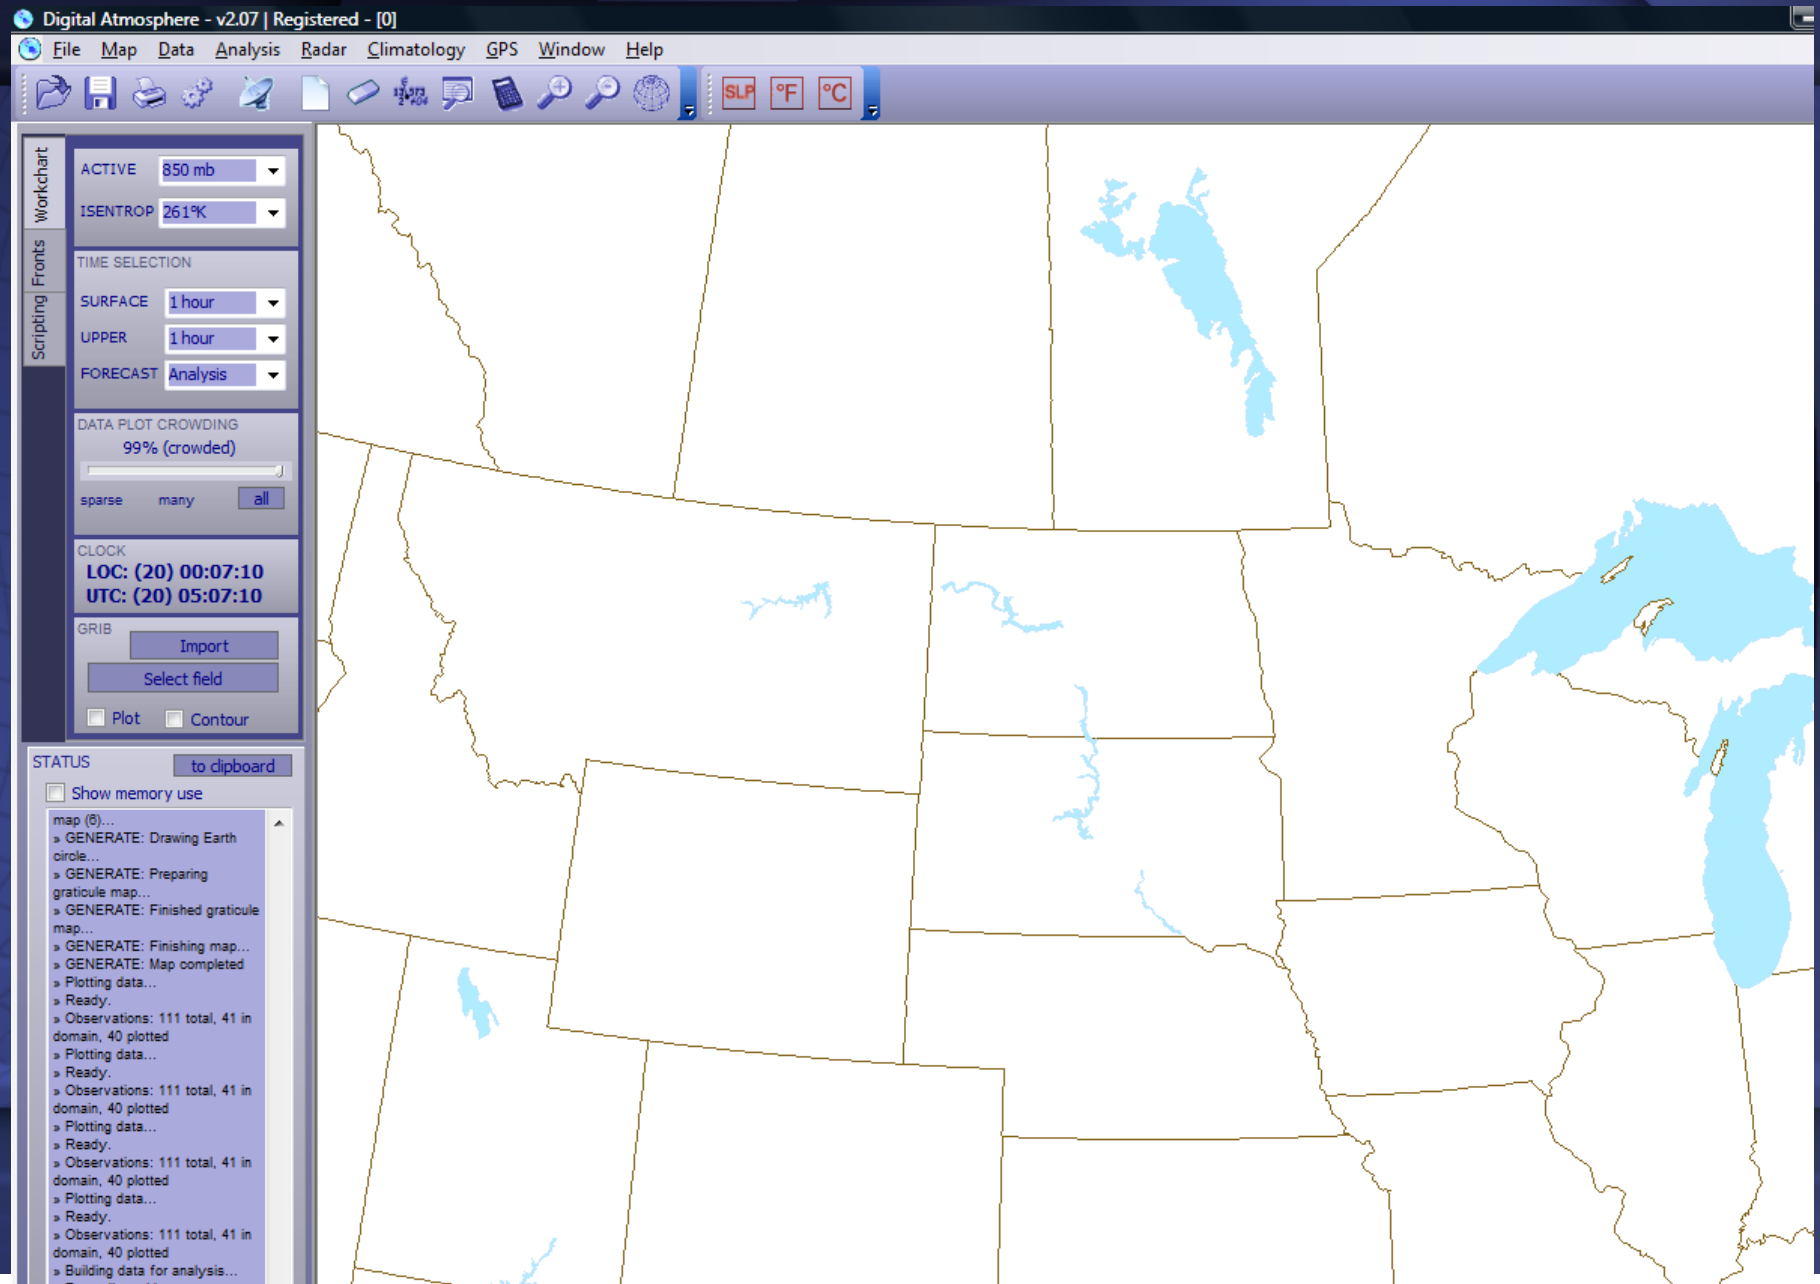 Digital Atmosphere - v2.07 | Registered - [0]
File Map Data Analysis Radar Climatology GPS Window Help
SLP °F °C
Workchart
Fronts
Scripting
ACTIVE 850 mb
ISENTROP 261°K
TIME SELECTION
SURFACE 1 hour
UPPER 1 hour
FORECAST Analysis
DATA PLOT CROWDING
99% (crowded)
sparse many all
CLOCK
LOC: (20) 00:07:10
UTC: (20) 05:07:10
GRIB
Import
Select field
Plot Contour
STATUS to clipboard
Show memory use
map (6)...
» GENERATE: Drawing Earth
circle...
» GENERATE: Preparing
graticule map...
» GENERATE: Finished graticule
map...
» GENERATE: Finishing map...
» GENERATE: Map completed
» Plotting data...
» Ready.
» Observations: 111 total, 41 in
domain, 40 plotted
» Plotting data...
» Ready.
» Observations: 111 total, 41 in
domain, 40 plotted
» Plotting data...
» Ready.
» Observations: 111 total, 41 in
domain, 40 plotted
» Plotting data...
» Ready.
» Observations: 111 total, 41 in
domain, 40 plotted
» Building data for analysis...